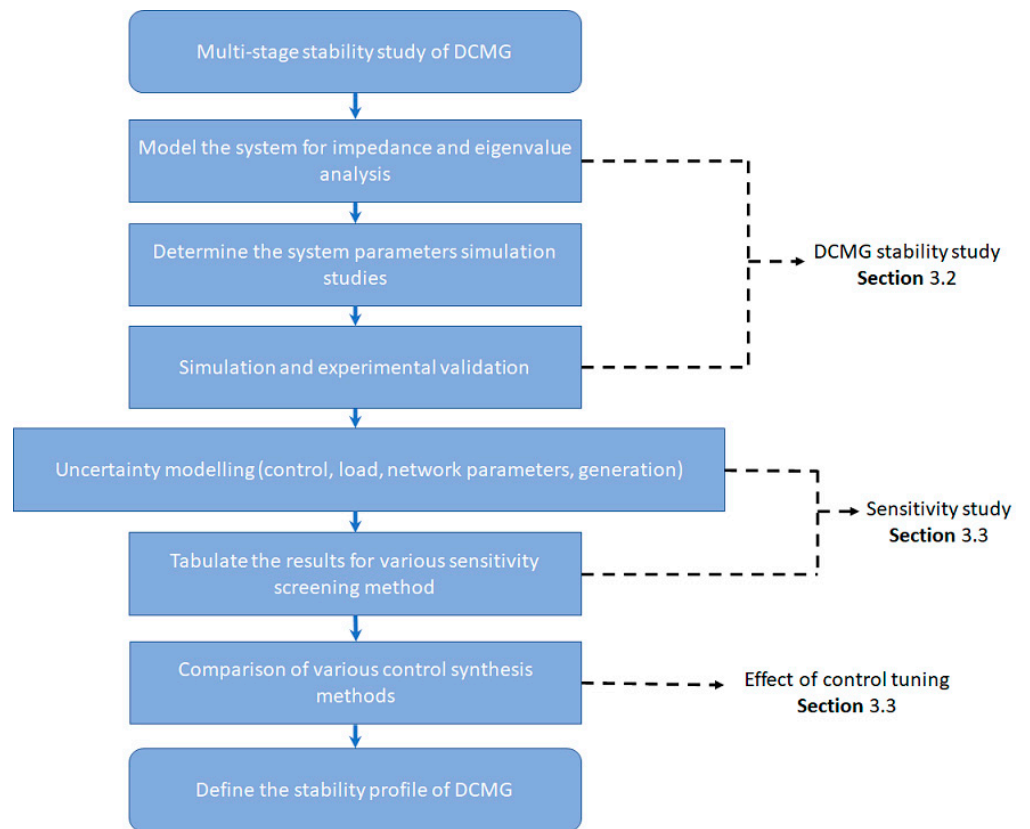 Multi-stage stability study of DCMG
Model the system for impedance and eigenvalue
analysis
Determine the system parameters simulation
studies
DCMG stability study
Section 3.2
Simulation and experimental validation
Uncertainty modelling (control, load, network parameters, generation)
Sensitivity study
Section 3.3
Tabulate the results for various sensitivity
screening method
Comparison of various control synthesis
methods
Effect of control tuning
Section 3.3
Define the stability profile of DCMG